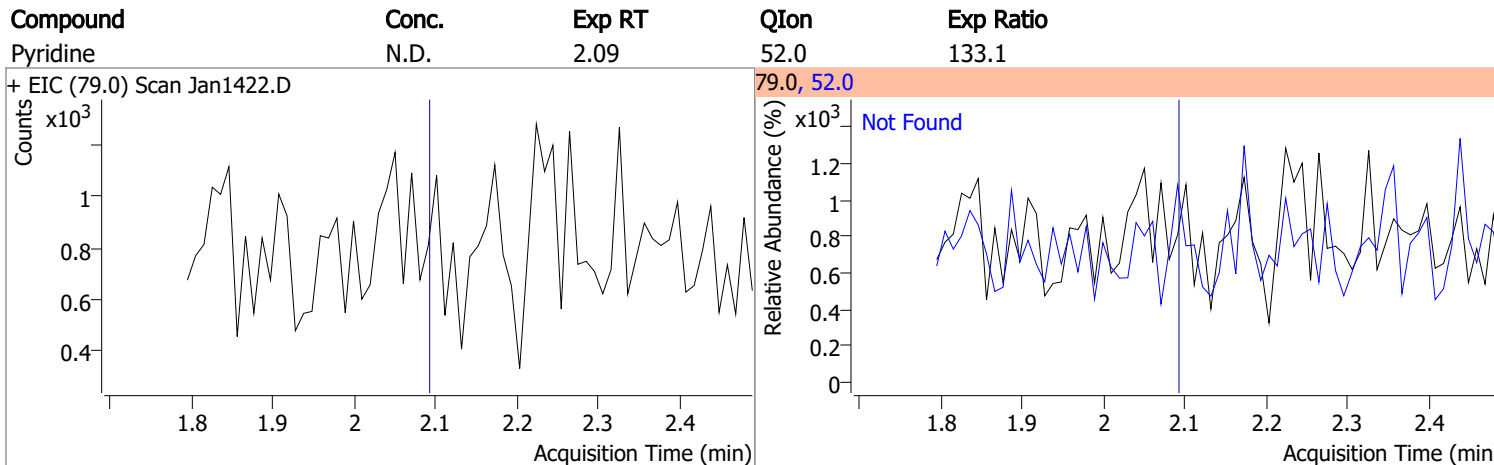 Compound Conc. Exp RT QIon Exp Ratio
Pyridine N.D. 2.09 52.0 133.1
+ EIC (79.0) Scan Jan1422.D
Counts
x10³
1
0.8
0.6
0.4
1.8 1.9 2 2.1 2.2 2.3 2.4
Acquisition Time (min)
79.0, 52.0
Relative Abundance (%)
x10³
Not Found
1.2
1
0.8
0.6
0.4
0.2
0
1.8 1.9 2 2.1 2.2 2.3 2.4
Acquisition Time (min